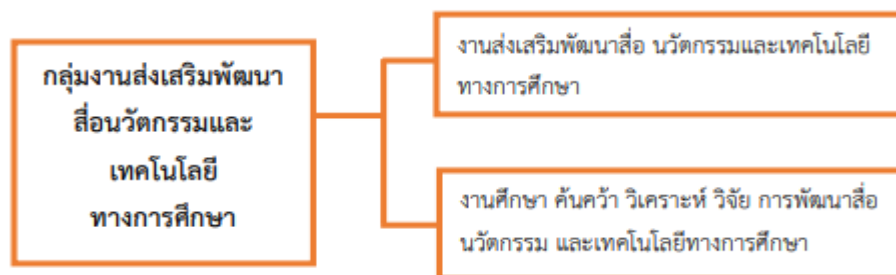 กลุ่มงานส่งเสริมพัฒนา
สื่อนวัตกรรมและ
เทคโนโลยี
ทางการศึกษา
งานส่งเสริมพัฒนาสื่อ นวัตกรรมและเทคโนโลยี
ทางการศึกษา
งานศึกษา ค้นคว้า วิเคราะห์ วิจัย การพัฒนาสื่อ
นวัตกรรม และเทคโนโลยีทางการศึกษา